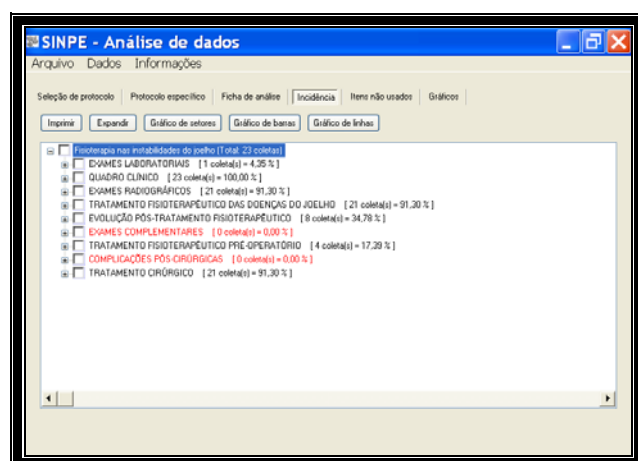 SINPE - Análise de dados
Arquivo Dados Informações
Seleção de protocolo Protocolo específico Ficha de análise Incidência Itens não usados Gráficos
Imprimir Expandir Gráfico de setores Gráfico de barras Gráfico de linhas
Fisioterapia nas instabilidades do joelho [Total: 23 coletas]
EXAMES LABORATORIAIS [ 1 coleta(s) = 4,35 % ]
QUADRO CLÍNICO [ 23 coleta(s) = 100,00 % ]
EXAMES RADIOGRÁFICOS [ 21 coleta(s) = 91,30 % ]
TRATAMENTO FISIOTERAPÊUTICO DAS DOENÇAS DO JOELHO [ 21 coleta(s) = 91,30 % ]
EVOLUÇÃO PÓS-TRATAMENTO FISIOTERAPÊUTICO [ 8 coleta(s) = 34,78 % ]
EXAMES COMPLEMENTARES [ 0 coleta(s) = 0,00 % ]
TRATAMENTO FISIOTERAPÊUTICO PRÉ-OPERATÓRIO [ 4 coleta(s) = 17,39 % ]
COMPLICAÇÕES PÓS-CIRÚRGICAS [ 0 coleta(s) = 0,00 % ]
TRATAMENTO CIRÚRGICO [ 21 coleta(s) = 91,30 % ]